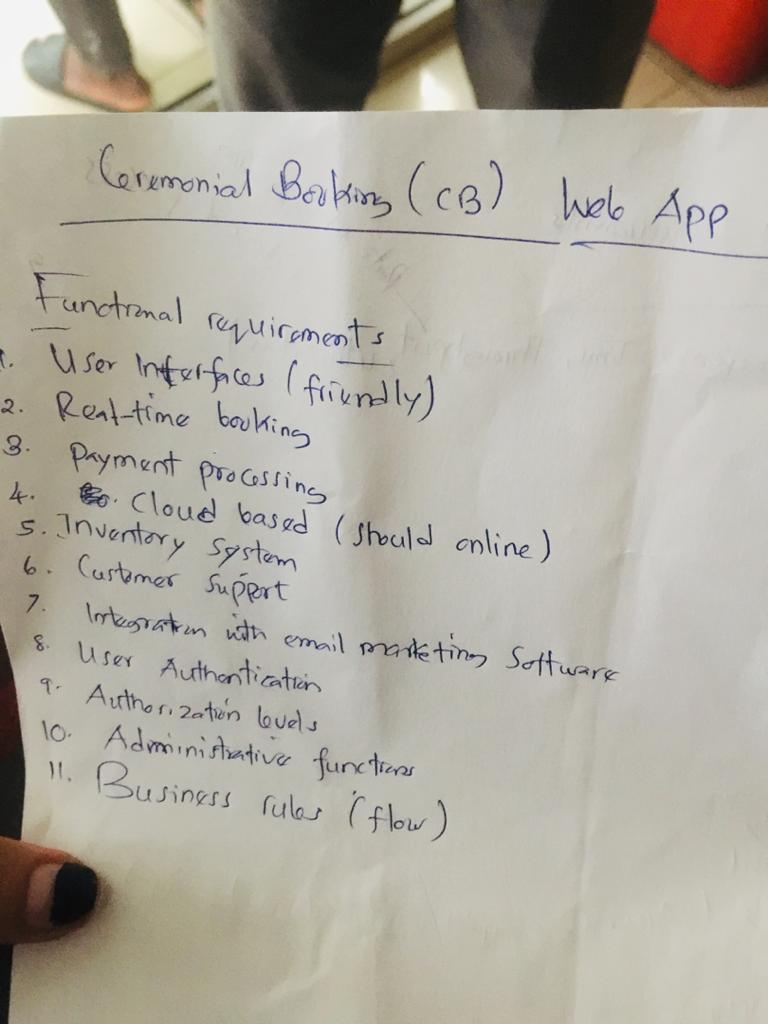 Ceremonial Booking (CB) Web App
Functional requirements
1. User Interfaces (friendly)
2. Real-time booking
3. Payment processing
4. Cloud based (should online)
5. Inventory system
6. Customer support
7. Integration with email marketing Software
8. User Authentication
9. Authorization levels
10. Administrative functions
11. Business rules (flow)